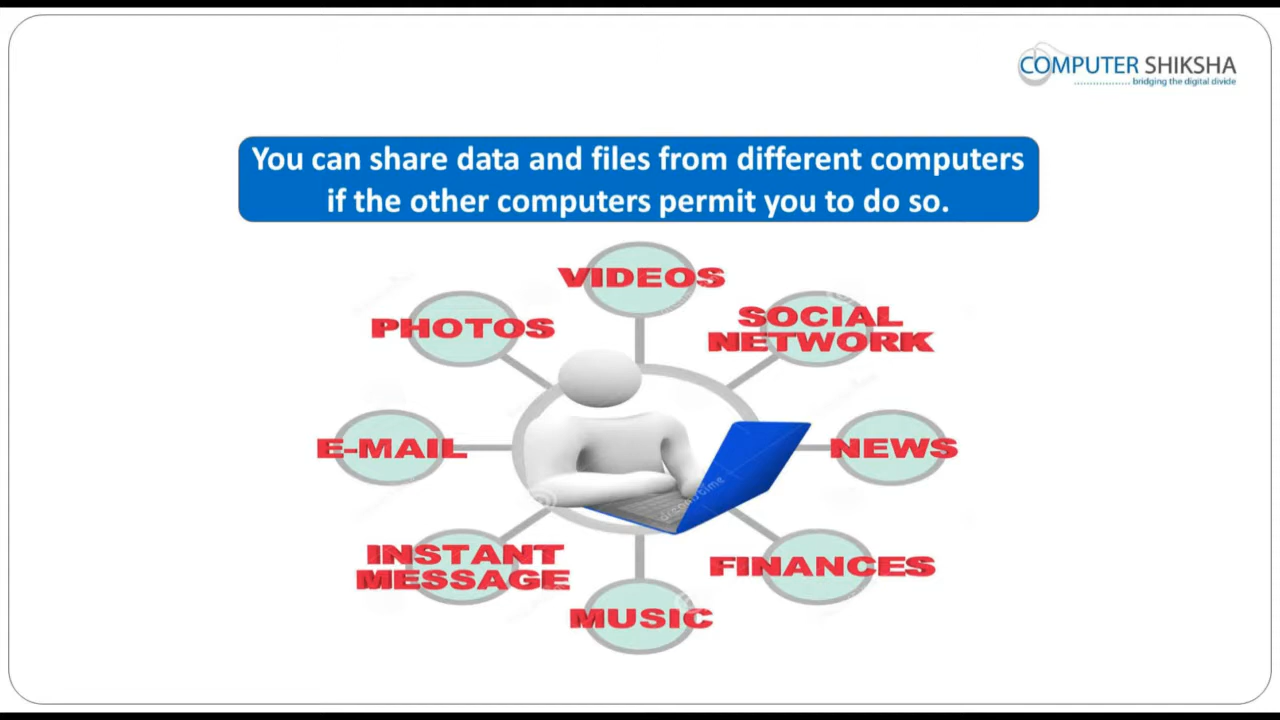 COMPUTER SHIKSHA
bridging the digital divide
You can share data and files from different computers
if the other computers permit you to do so.
VIDEOS
PHOTOS
SOCIAL
NETWORK
E-MAIL
NEWS
dreamstime
INSTANT
MESSAGE
FINANCES
MUSIC